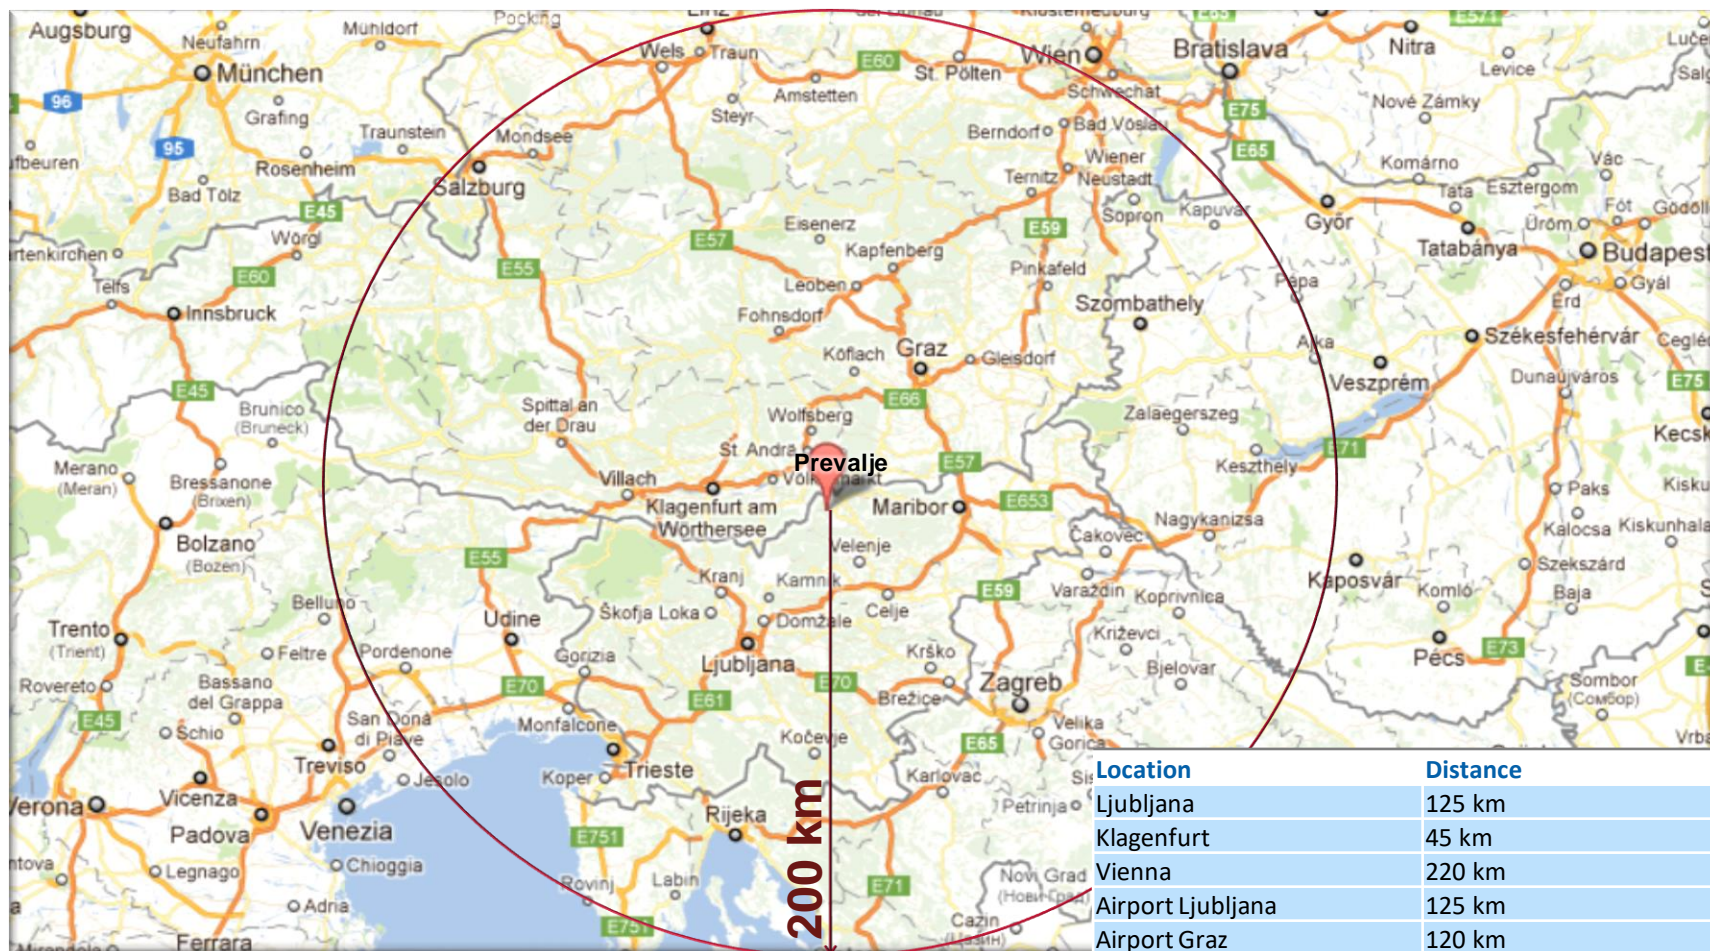 Augsburg
Neufahrn
Mühldorf
Pocking
Linz
Klosterneuburg
E571
Nitra
Levice
München
Wels
Traun
E60
St. Pölten
Wien
Bratislava
96
Grafing
Amstetten
Schwechat
E75
Nové Zámky
Traunstein
Mondsee
Steyr
Berndorf
Bad Vöslau
95
Rosenheim
E65
Wiener
Neustadt
Komárno
Vác
Bad Tölz
Salzburg
Ternitz
Tata
Esztergom
E45
Eisenerz
E59
Sopron
Kapuvár
Győr
Üröm
Fót
Wörgl
E57
Kapfenberg
Tatabánya
Budapest
E60
E55
Pinkafeld
Telfs
Leoben
Pápa
Érd
Gyál
Innsbruck
Fohnsdorf
Szombathely
Székesfehérvár
Köflach
Graz
Gleisdorf
Ajka
E45
Veszprém
Dunaújváros
E75
Brunico
(Bruneck)
Spittal an
der Drau
Wolfsberg
E66
Zalaegerszeg
St. Andrä
E71
Merano
(Meran)
Prevalje
E57
Keszthely
Bressanone
(Brixen)
Villach
Klagenfurt am
Wörthersee
Maribor
E653
Paks
Nagykanizsa
Kalocsa
Bolzano
(Bozen)
E55
Velenje
Čakovec
Kaposvár
Szekszárd
Kranj
Kamnik
E59
Varaždin
Koprivnica
Komló
Baja
Belluno
Škofja Loka
Domžale
Celje
Udine
Trento
(Trient)
Feltre
Pordenone
Gorizia
Ljubljana
Krško
Križevci
Pécs
E73
Rovereto
Bassano
del Grappa
E70
E61
E70
Brežice
Zagreb
Bjelovar
Sombor
(Сомбор)
E45
Schio
San Donà
di Piave
Monfalcone
Kočevje
E65
Velika
Gorica
Treviso
Jesolo
Koper
Trieste
Karlovac
Verona
Vicenza
Padova
Venezia
Rijeka
Petrinja
E751
Legnago
Chioggia
Rovinj
Labin
E71
Novi Grad
Adria
E751
Cazin
Ferrara
200 km
Location Distance
Ljubljana 125 km
Klagenfurt 45 km
Vienna 220 km
Airport Ljubljana 125 km
Airport Graz 120 km